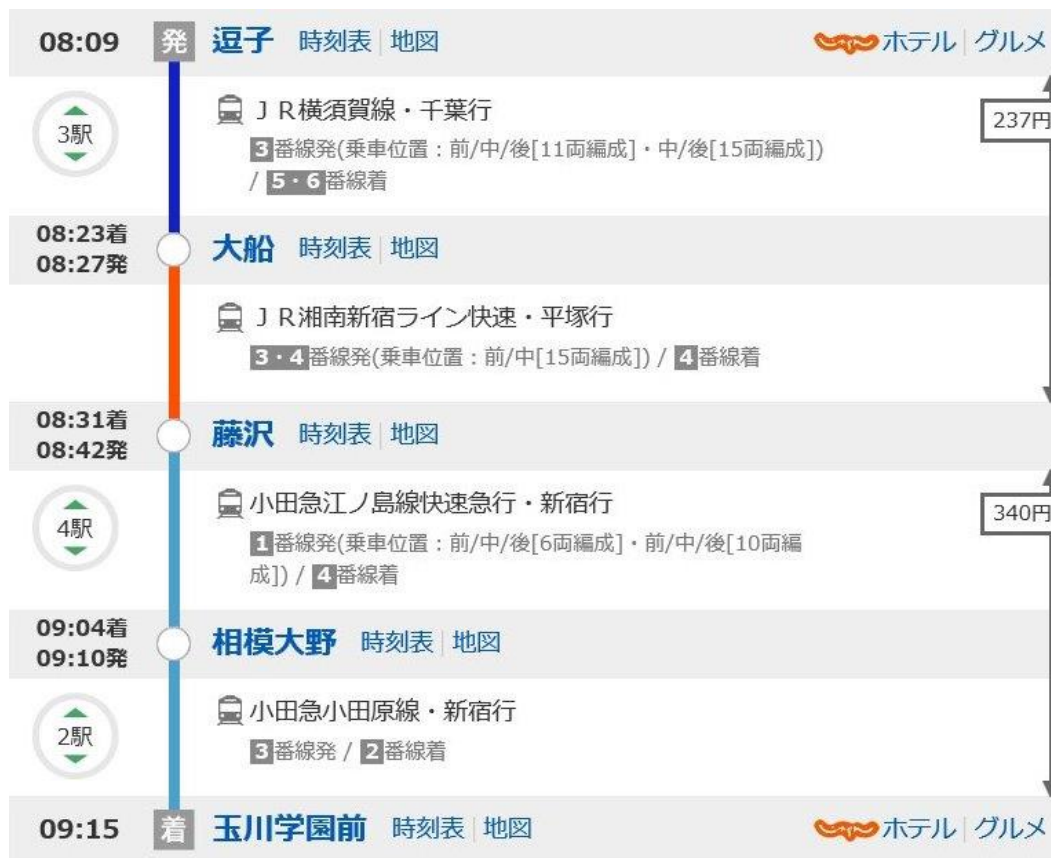 08:09 発 逗子 時刻表 地図 ホテル グルメ
3駅 JR横須賀線・千葉行 237円
3番線発(乗車位置:前/中/後[11両編成]・中/後[15両編成])
/ 5・6番線着
08:23着
08:27発 大船 時刻表 地図
JR湘南新宿ライン快速・平塚行
3・4番線発(乗車位置:前/中[15両編成]) / 4番線着
08:31着
08:42発 藤沢 時刻表 地図
4駅 小田急江ノ島線快速急行・新宿行 340円
1番線発(乗車位置:前/中/後[6両編成]・前/中/後[10両編
成]) / 4番線着
09:04着
09:10発 相模大野 時刻表 地図
2駅 小田急小田原線・新宿行
3番線発 / 2番線着
09:15 着 玉川学園前 時刻表 地図 ホテル グルメ